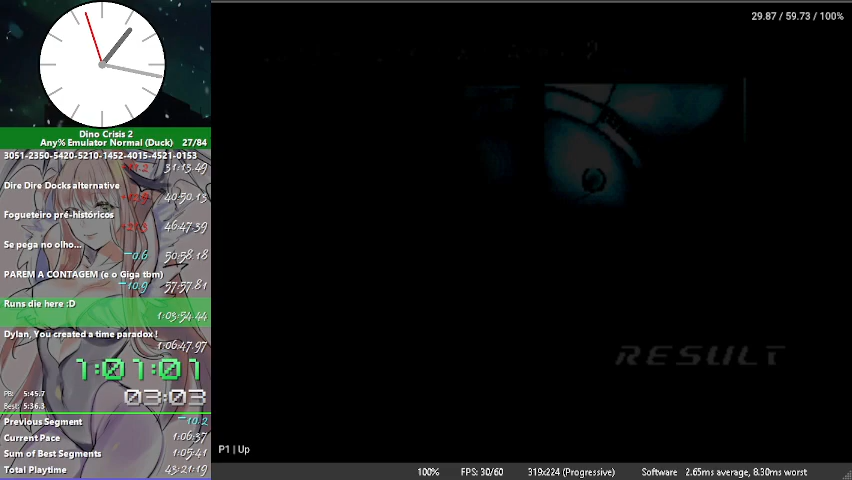 29.87 / 59.73 / 100%
Dino Crisis 2
Any% Emulator Normal (Duck) 27/84
3051-2350-5420-5210-1452-4015-4521-0153
31:13.49
Dire Dire Docks alternative
40:50.13
Fogueteiro pré-históricos
46:47.39
Se pega no olho...
-0.6 50:58.18
PAREM A CONTAGEM (e o Giga tbm)
-10.9 57:57.81
Runs die here :D
1:03:54.44
Dylan, You created a time paradox !
1:06:47.97
1:01:01
PB: 5:45.7
03:03
Best: 5:36.3
Previous Segment -10.2
Current Pace 1:06:37
Sum of Best Segments 1:05:41
Total Playtime 43:21:19
RESULT
P1 | Up
100% FPS: 30/60 319x224 (Progressive) Software 2.65ms average, 8.30ms worst